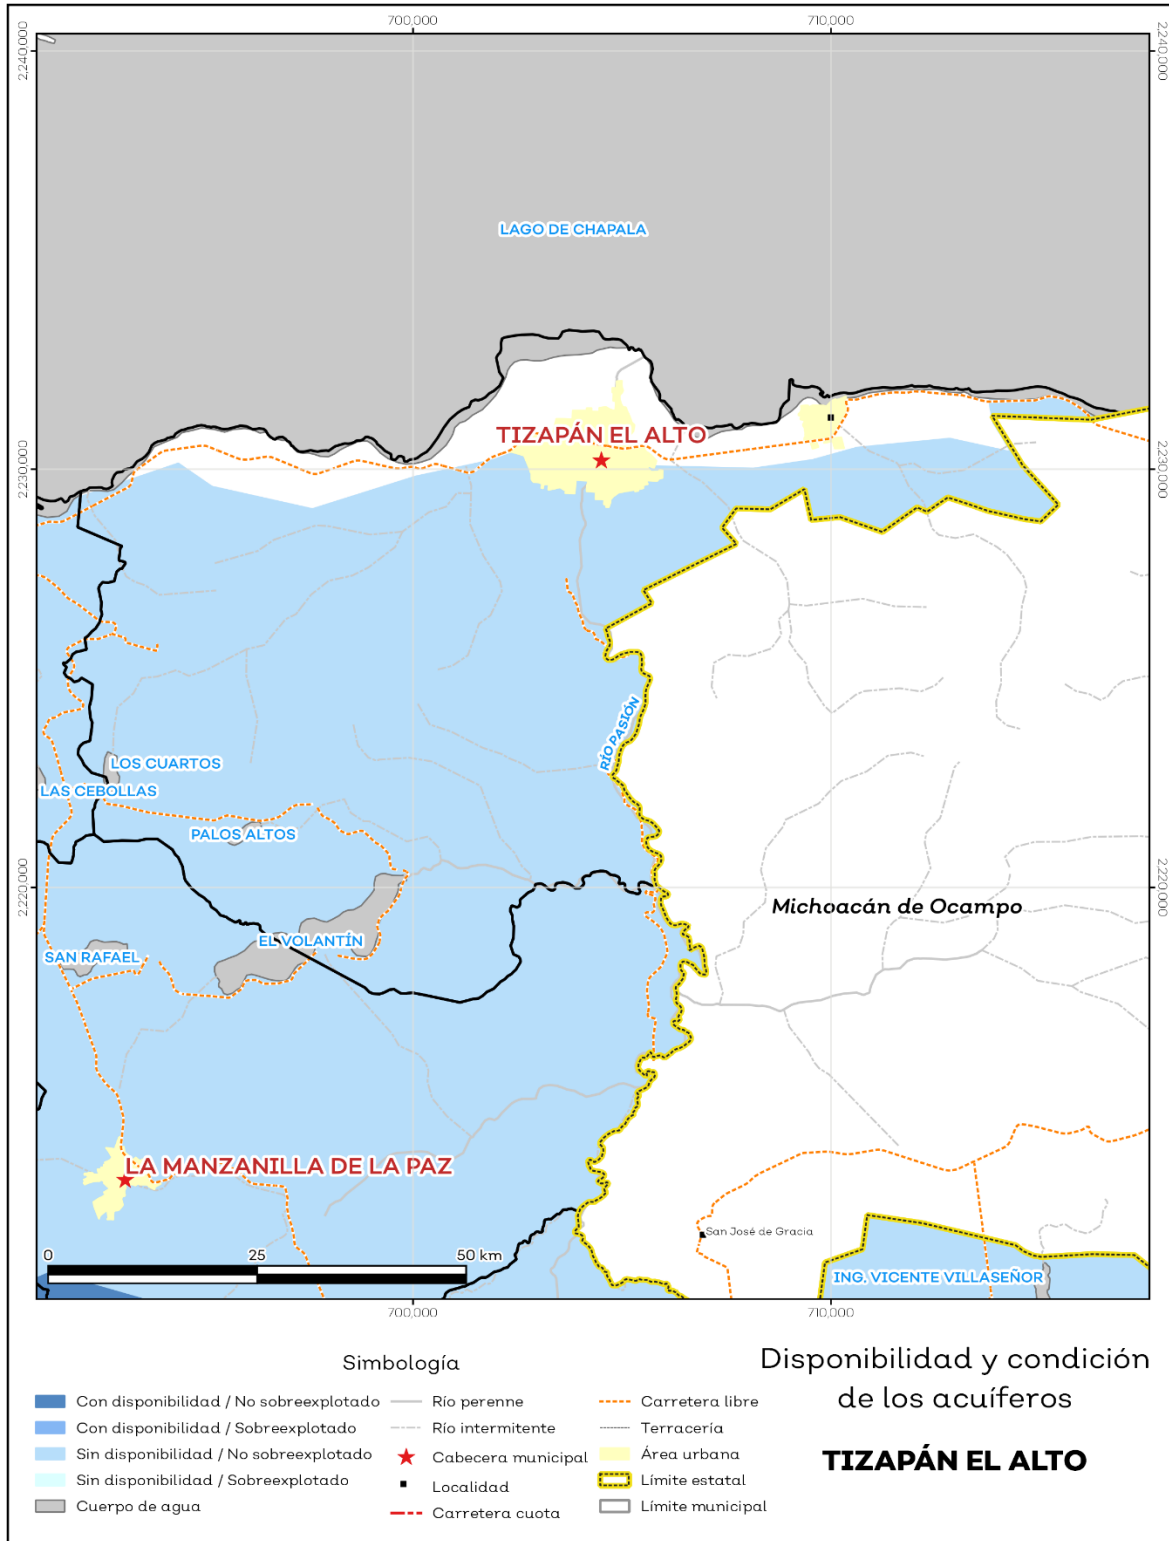 700,000
710,000
2,240,000
2,240,000
LAGO DE CHAPALA
TIZAPÁN EL ALTO
2,230,000
2,230,000
RÍO PASIÓN
LOS CUARTOS
LAS CEBOLLAS
PALOS ALTOS
2,220,000
2,220,000
Michoacán de Ocampo
EL VOLANTÍN
SAN RAFAEL
LA MANZANILLA DE LA PAZ
San José de Gracia
0
25
50 km
ING. VICENTE VILLASEÑOR
700,000
710,000
Simbología
Con disponibilidad / No sobreexplotado
Con disponibilidad / Sobreexplotado
Sin disponibilidad / No sobreexplotado
Sin disponibilidad / Sobreexplotado
Cuerpo de agua
Río perenne
Río intermitente
Cabecera municipal
Localidad
Carretera cuota
Carretera libre
Terracería
Área urbana
Límite estatal
Límite municipal
Disponibilidad y condición
de los acuíferos
TIZAPÁN EL ALTO